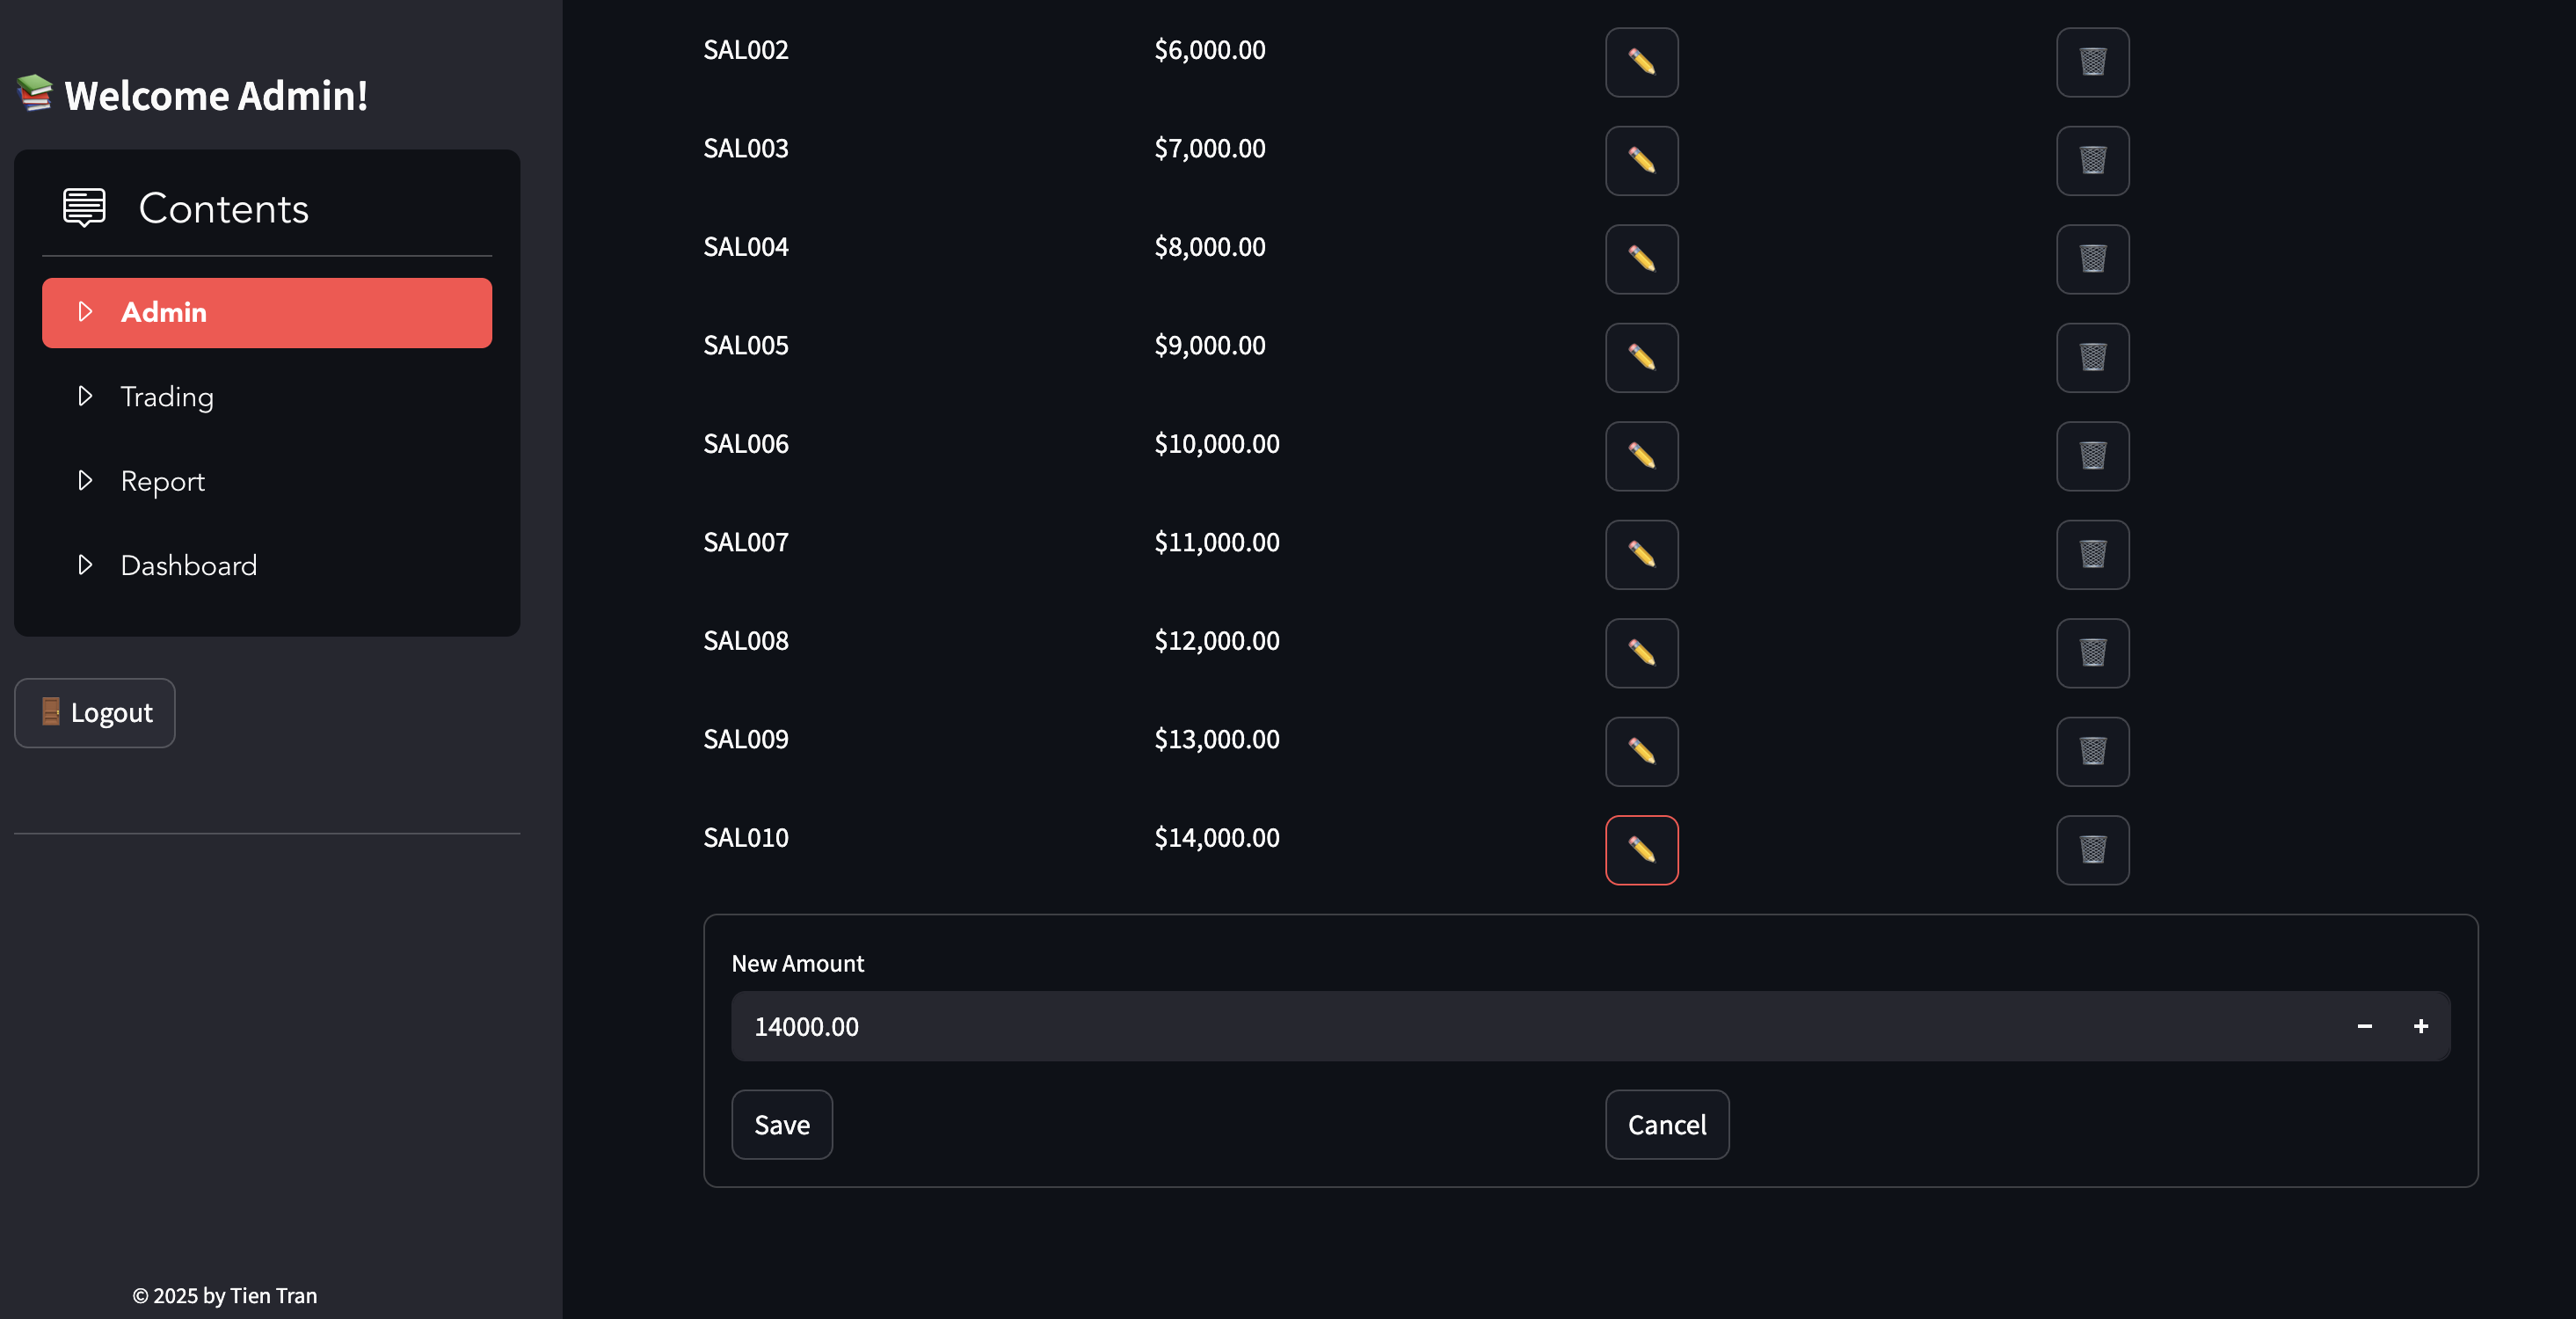 Welcome Admin!
Contents
Admin
Trading
Report
Dashboard
Logout
© 2025 by Tien Tran
SAL002 $6,000.00
SAL003 $7,000.00
SAL004 $8,000.00
SAL005 $9,000.00
SAL006 $10,000.00
SAL007 $11,000.00
SAL008 $12,000.00
SAL009 $13,000.00
SAL010 $14,000.00
New Amount
14000.00 − +
Save Cancel